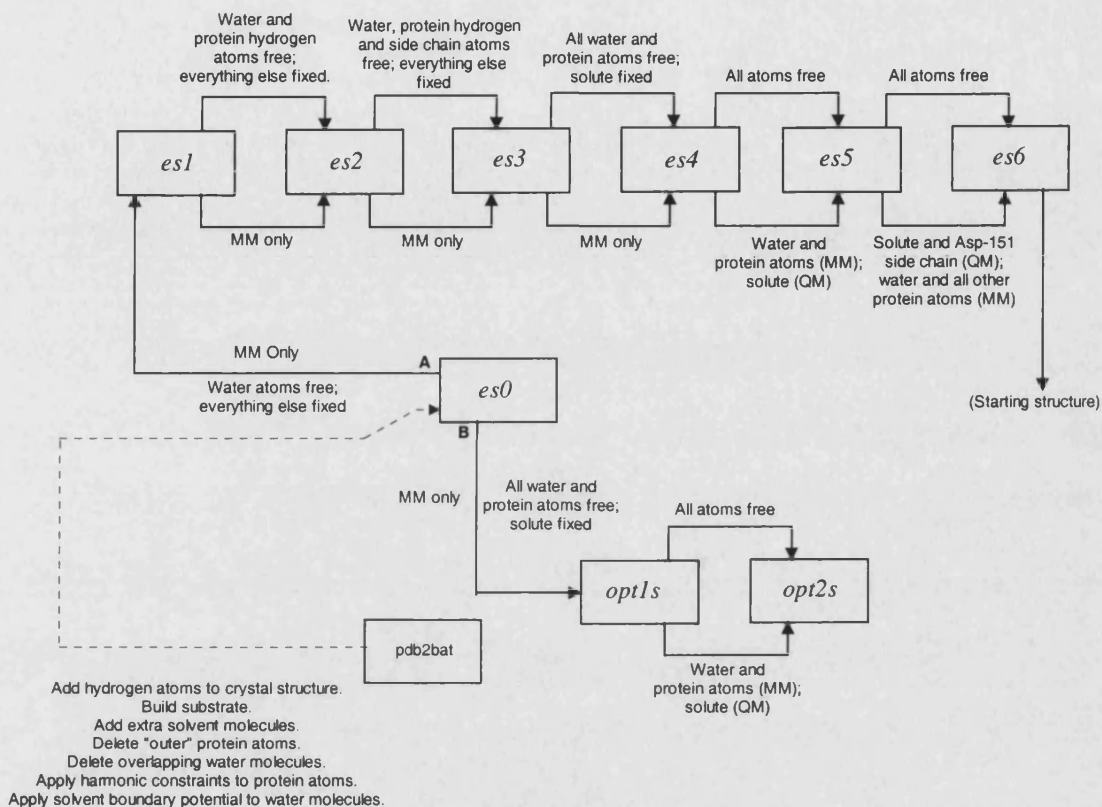 Water and
protein hydrogen
atoms free;
everything else fixed.
Water, protein hydrogen
and side chain atoms
free; everything else
fixed
All water and
protein atoms free;
solute fixed
All atoms free
All atoms free
es1
es2
es3
es4
es5
es6
MM only
MM only
MM only
Water and
protein atoms (MM);
solute (QM)
Solute and Asp-151
side chain (QM);
water and all other
protein atoms (MM)
MM Only
A
Water atoms free;
everything else fixed
es0
B
(Starting structure)
MM only
All water and
protein atoms free;
solute fixed
All atoms free
opt1s
opt2s
pdb2bat
Water and
protein atoms (MM);
solute (QM)
Add hydrogen atoms to crystal structure.
Build substrate.
Add extra solvent molecules.
Delete "outer" protein atoms.
Delete overlapping water molecules.
Apply harmonic constraints to protein atoms.
Apply solvent boundary potential to water molecules.